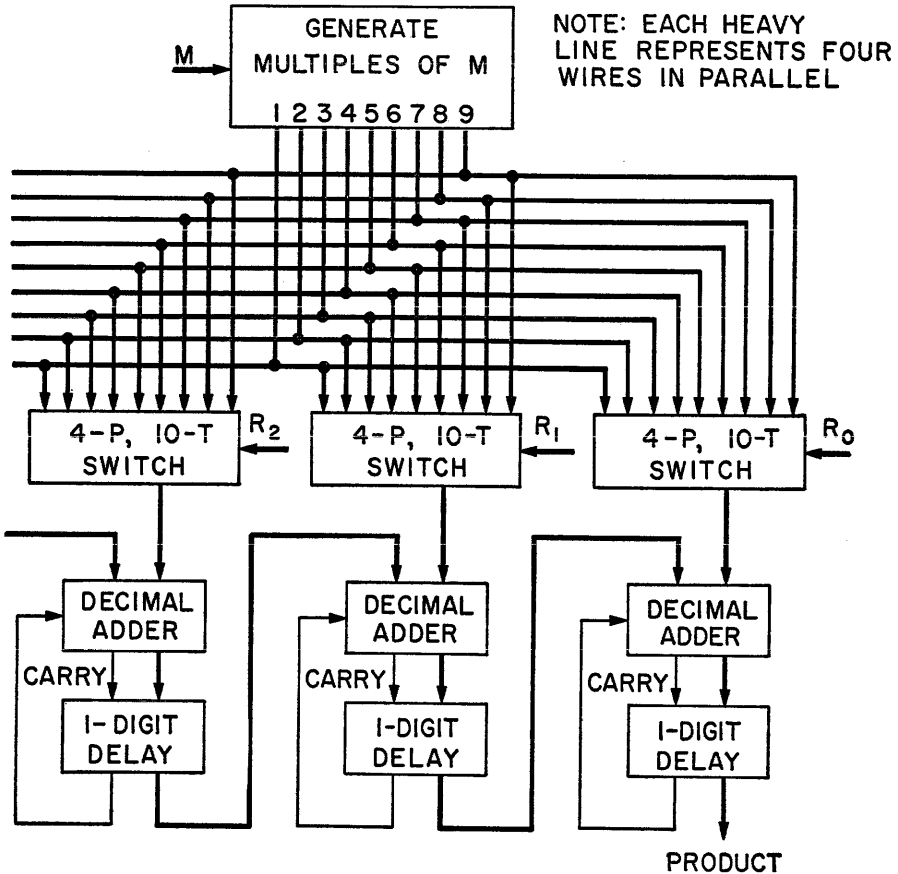 GENERATE
MULTIPLES OF M
1 2 3 4 5 6 7 8 9
M
NOTE: EACH HEAVY
LINE REPRESENTS FOUR
WIRES IN PARALLEL
4-P, 10-T
SWITCH
R2
4-P, 10-T
SWITCH
R1
4-P, 10-T
SWITCH
R0
DECIMAL
ADDER
CARRY
1-DIGIT
DELAY
DECIMAL
ADDER
CARRY
1-DIGIT
DELAY
DECIMAL
ADDER
CARRY
1-DIGIT
DELAY
PRODUCT